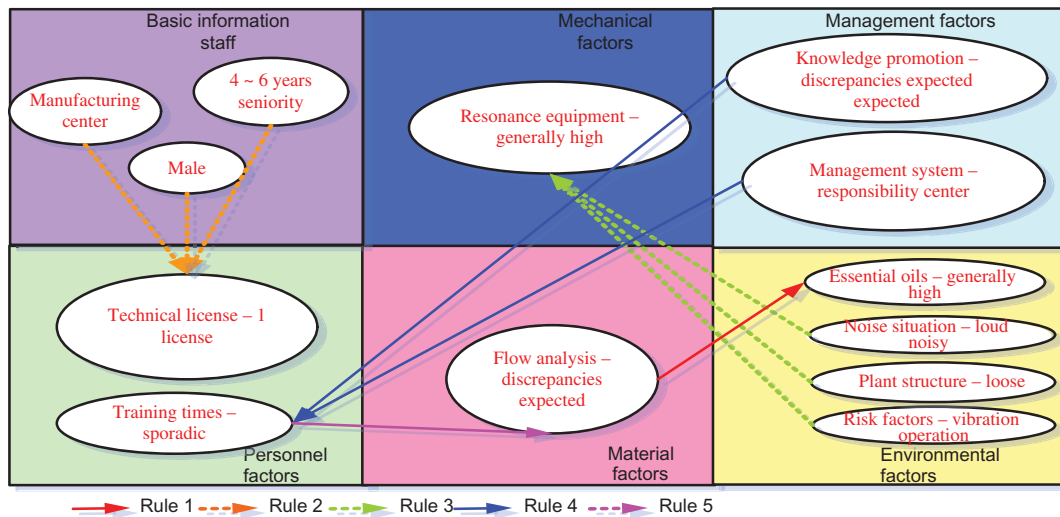 Basic information
staff
Manufacturing
center
4 ~ 6 years
seniority
Male
Mechanical
factors
Resonance equipment –
generally high
Management factors
Knowledge promotion –
discrepancies expected
expected
Management system –
responsibility center
Technical license – 1
license
Training times –
sporadic
Personnel
factors
Flow analysis –
discrepancies
expected
Material
factors
Essential oils – generally
high
Noise situation – loud
noisy
Plant structure – loose
Risk factors – vibration
operation
Environmental
factors
Rule 1
Rule 2
Rule 3
Rule 4
Rule 5